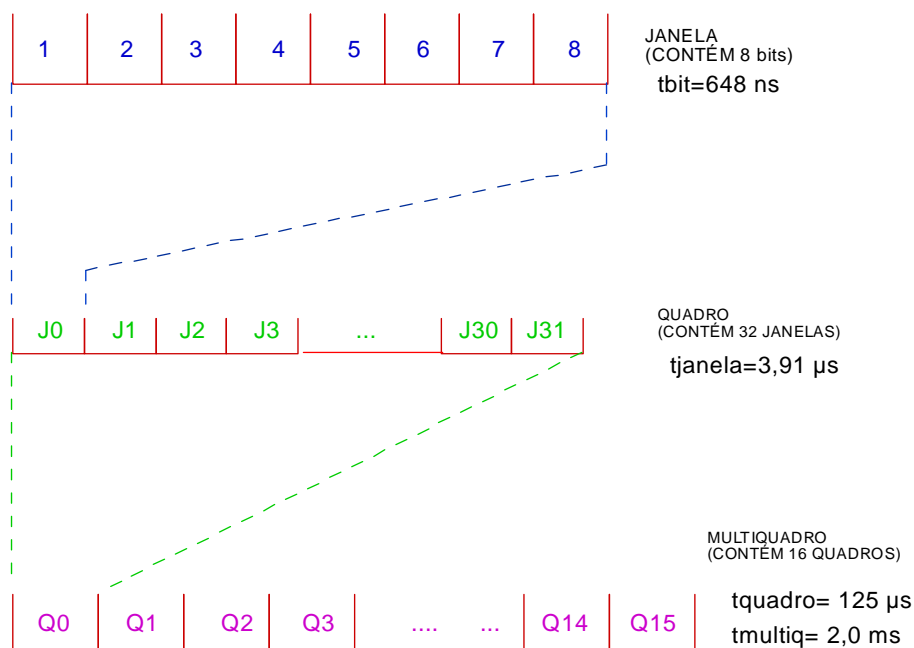 1 2 3 4 5 6 7 8
JANELA
(CONTÉM 8 bits)
tbit=648 ns
J0 J1 J2 J3 ... J30 J31
QUADRO
(CONTÉM 32 JANELAS)
tjanela=3,91 µs
MULTIQUADRO
(CONTÉM 16 QUADROS)
Q0 Q1 Q2 Q3 .... ... Q14 Q15
tquadro= 125 µs
tmultiq= 2,0 ms